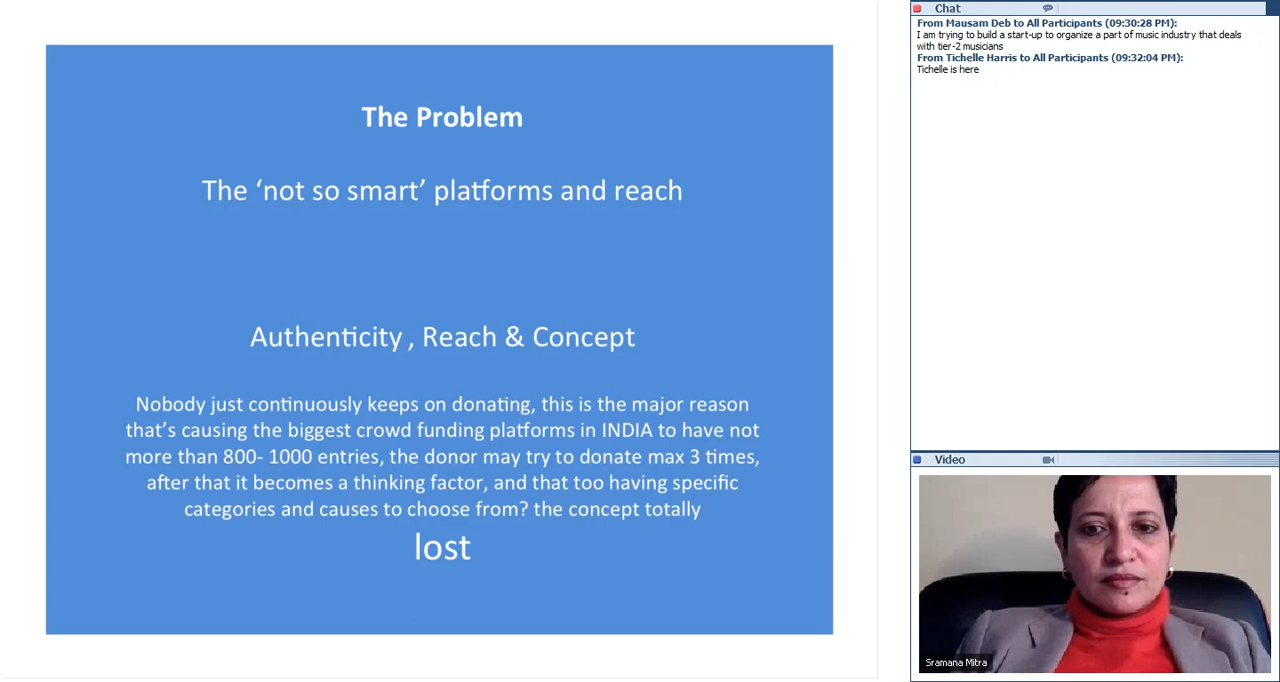 The Problem
The ‘not so smart’ platforms and reach
Authenticity , Reach & Concept
Nobody just continuously keeps on donating, this is the major reason
that’s causing the biggest crowd funding platforms in INDIA to have not
more than 800- 1000 entries, the donor may try to donate max 3 times,
after that it becomes a thinking factor, and that too having specific
categories and causes to choose from? the concept totally
lost
Chat
From Mausam Deb to All Participants (09:30:28 PM):
I am trying to build a start-up to organize a part of music industry that deals
with tier-2 musicians
From Tichelle Harris to All Participants (09:32:04 PM):
Tichelle is here
Video
Sramana Mitra